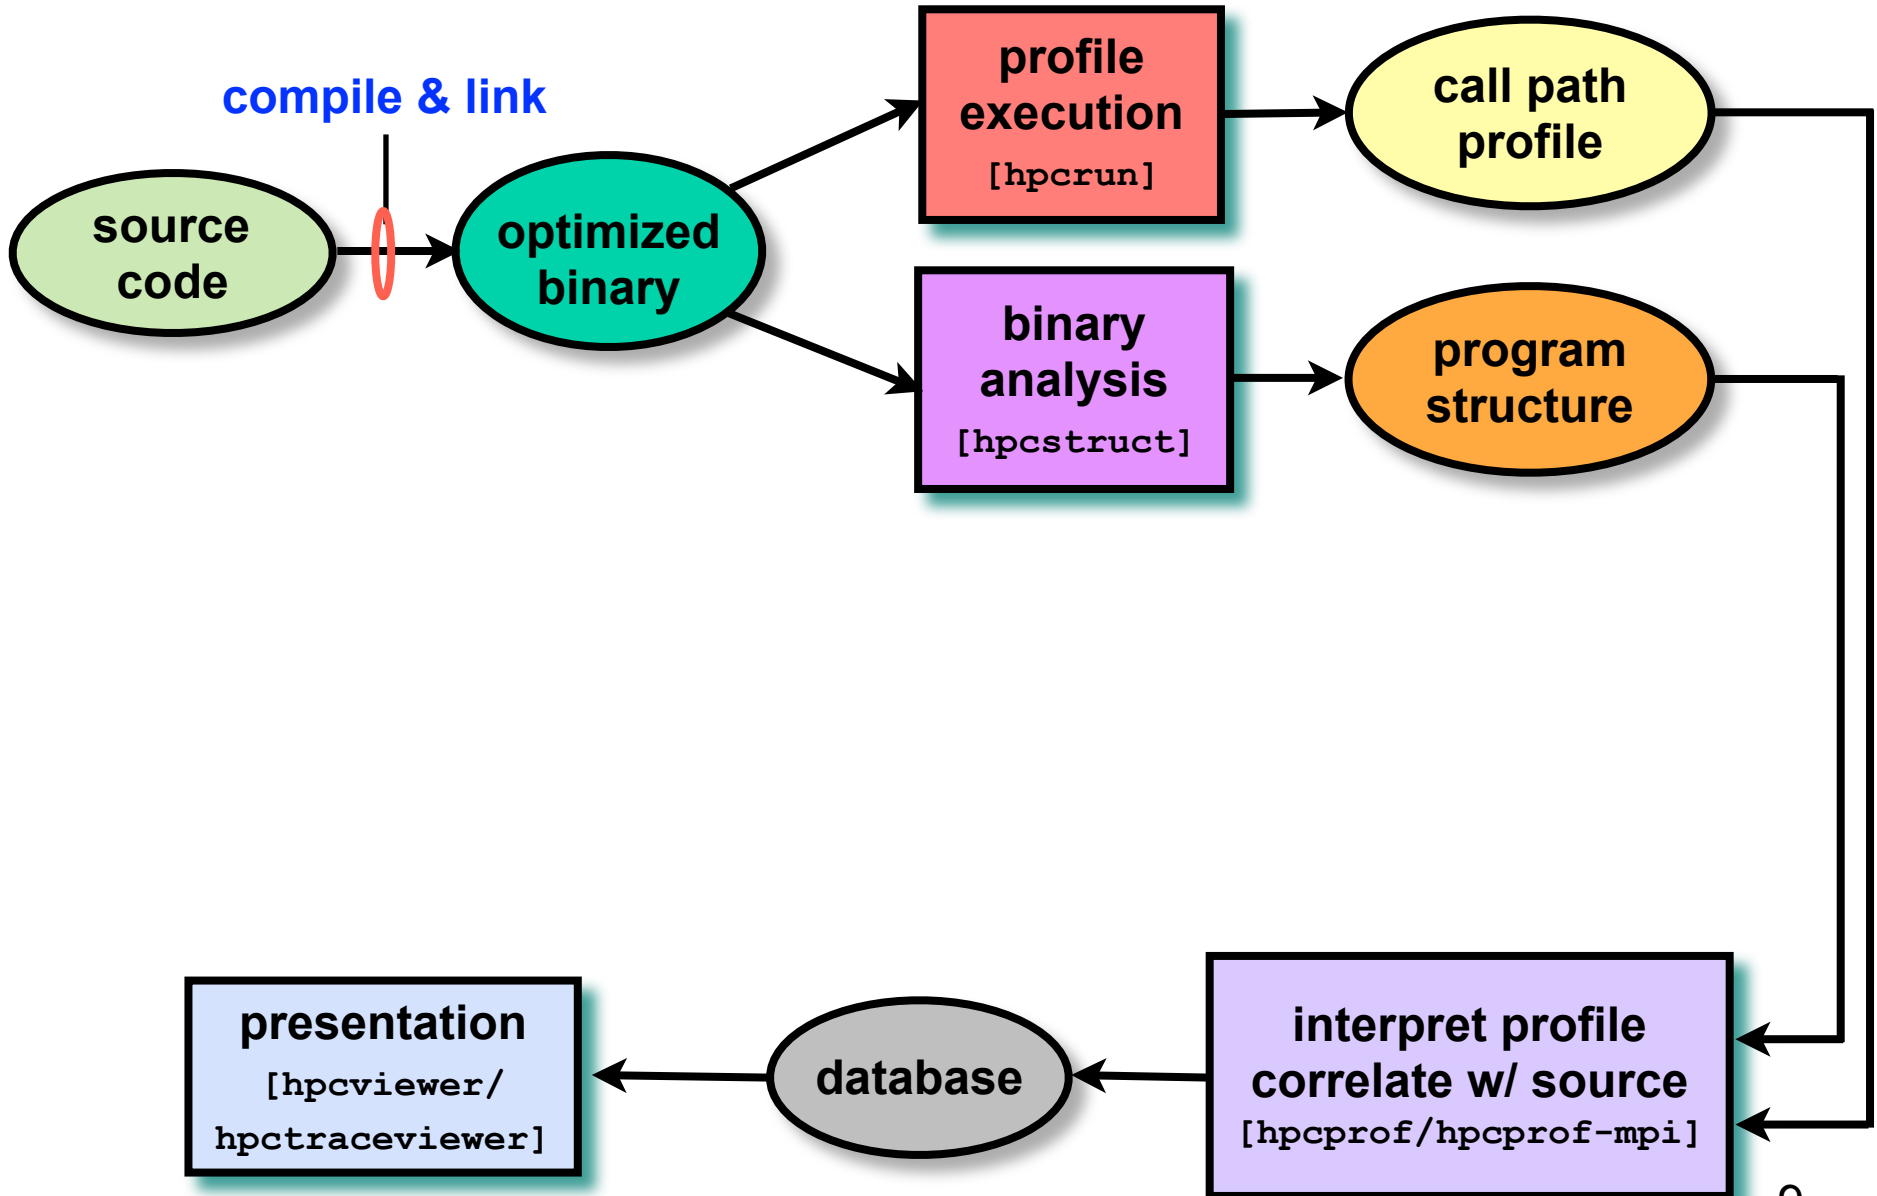 compile & link
source
code
optimized
binary
profile
execution
[hpcrun]
call path
profile
binary
analysis
[hpcstruct]
program
structure
interpret profile
correlate w/ source
[hpcprof/hpcprof-mpi]
database
presentation
[hpcviewer/
hpctraceviewer]